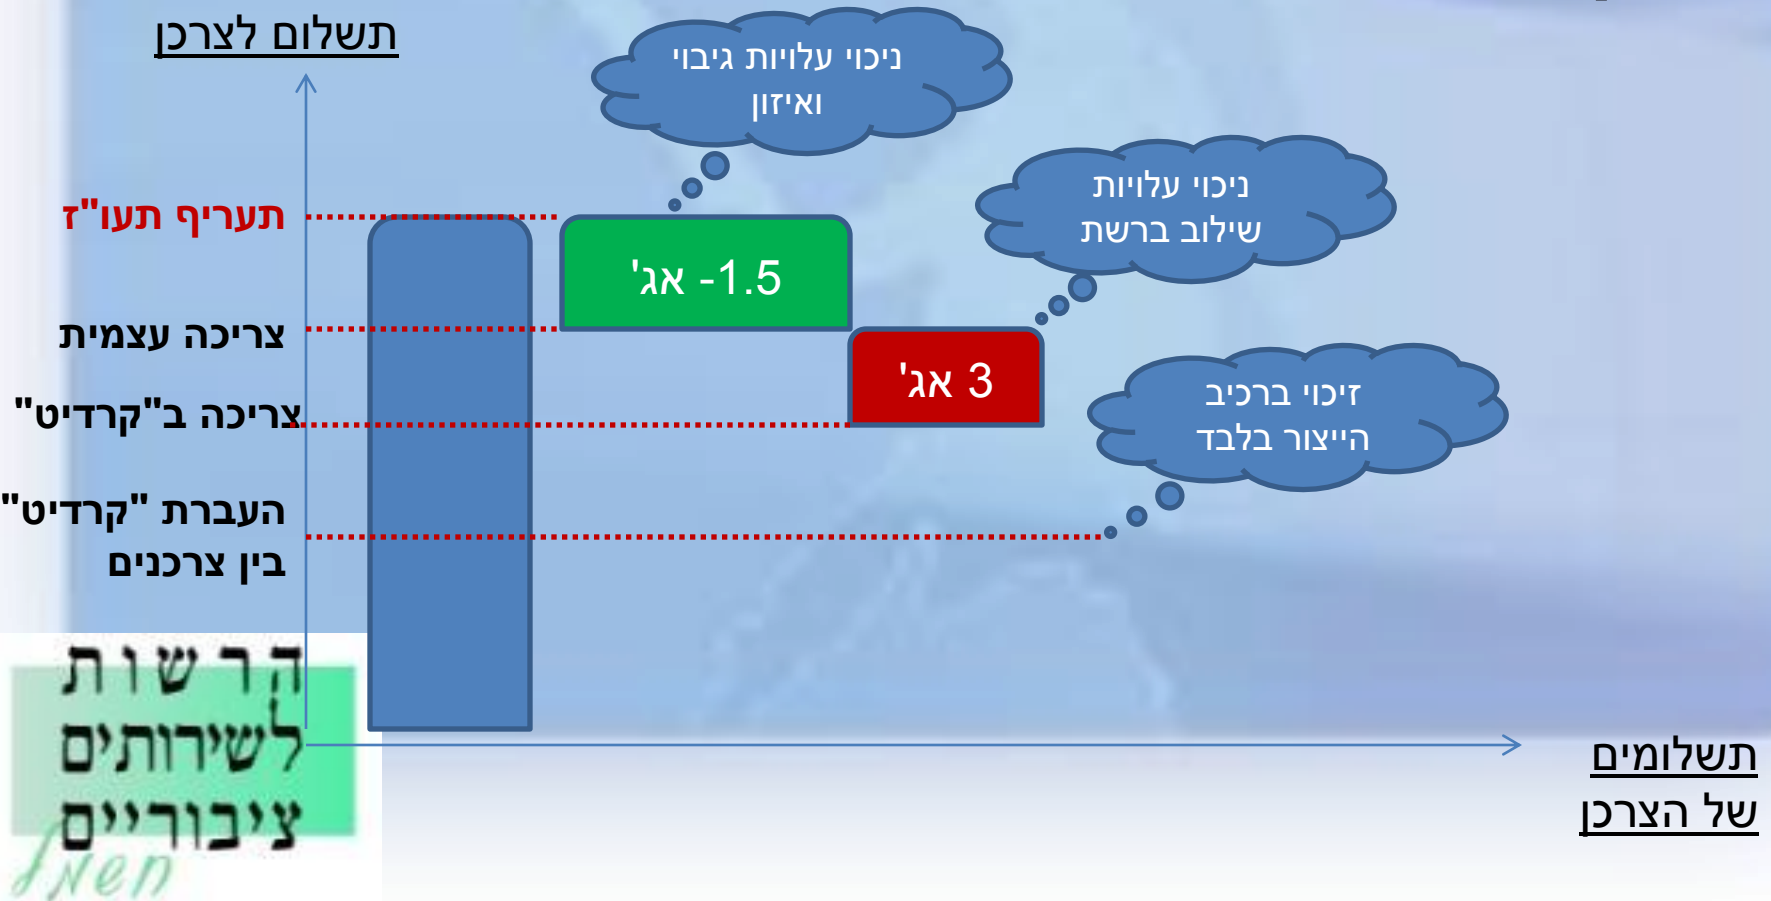 תשלום לצרכן
ניכוי עלויות גיבוי
ואיזון
ניכוי עלויות
שילוב ברשת
תעריף תעו"ז
1.5- אג'
צריכה עצמית
3 אג'
זיכוי ברכיב
הייצור בלבד
צריכה ב"קרדיט"
העברת "קרדיט"
בין צרכנים
הרשות
לשירותים
ציבוריים
חשמל
תשלומים
של הצרכן